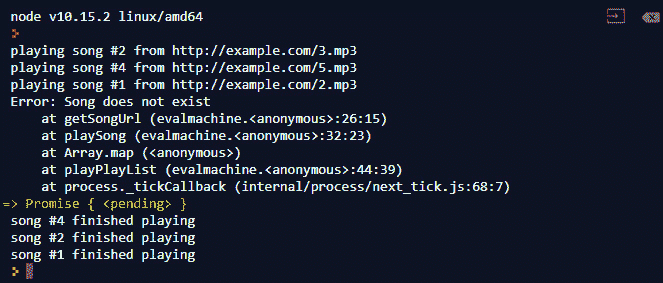 node v10.15.2 linux/amd64
>
playing song #2 from http://example.com/3.mp3
playing song #4 from http://example.com/5.mp3
playing song #1 from http://example.com/2.mp3
Error: Song does not exist
    at getSongUrl (evalmachine.<anonymous>:26:15)
    at playSong (evalmachine.<anonymous>:32:23)
    at Array.map (<anonymous>)
    at playPlayList (evalmachine.<anonymous>:44:39)
    at process._tickCallback (internal/process/next_tick.js:68:7)
=> Promise { <pending> }
song #4 finished playing
song #2 finished playing
song #1 finished playing
>